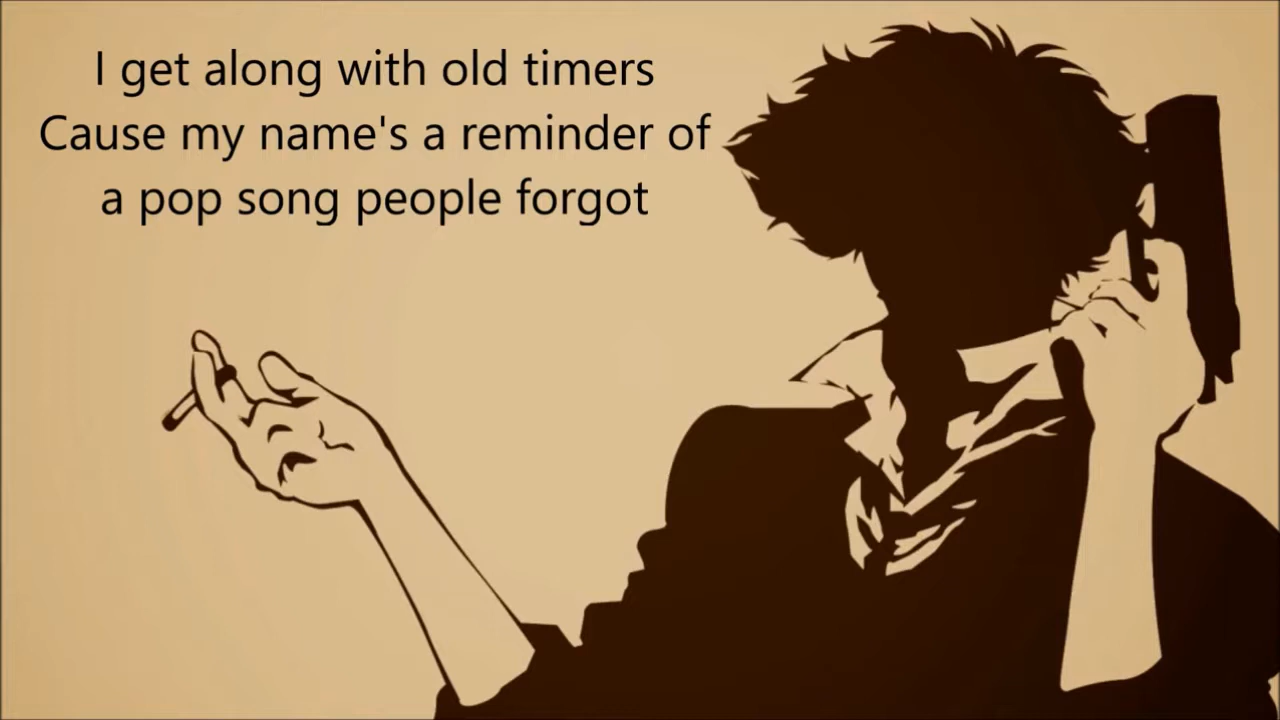 I get along with old timers
Cause my name's a reminder of
a pop song people forgot